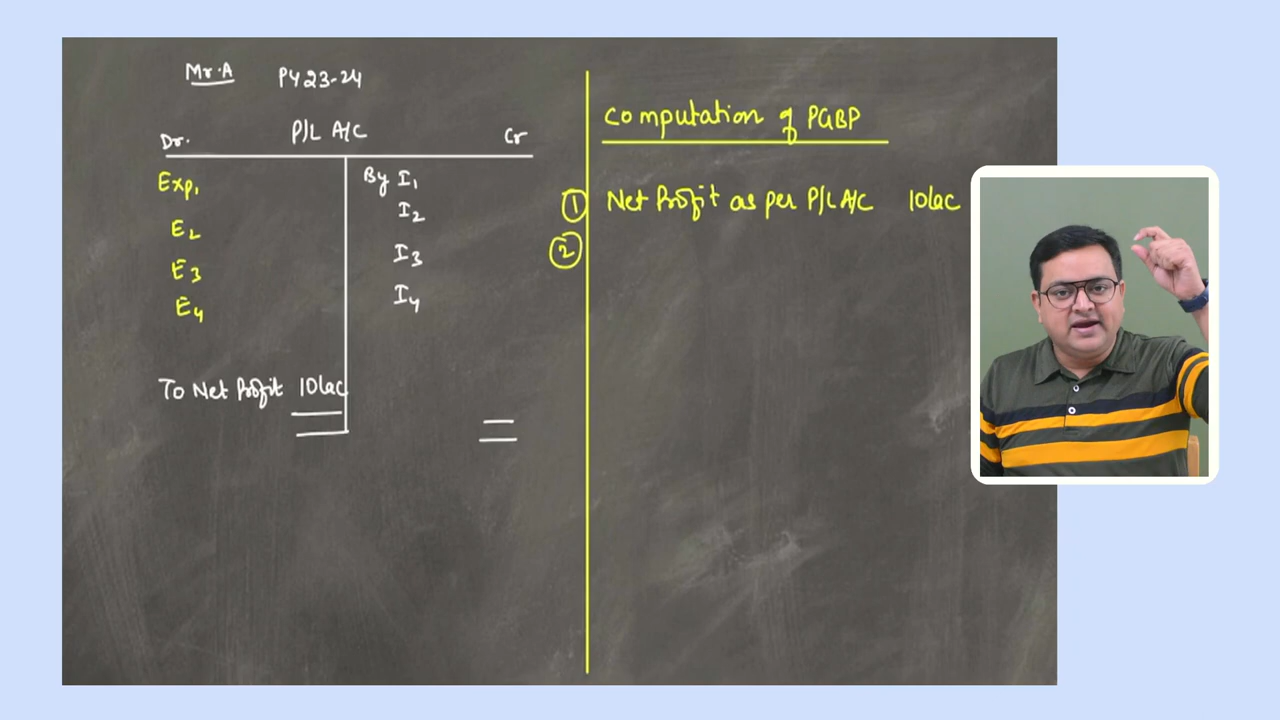 Mr.A PY 23-24
Dr. P/L A/C Cr
Exp1 By I1
E2 I2
E3 I3
E4 I4
To Net Profit 10lac
Computation of PGBP
① Net Profit as per P/L A/C 10lac
②